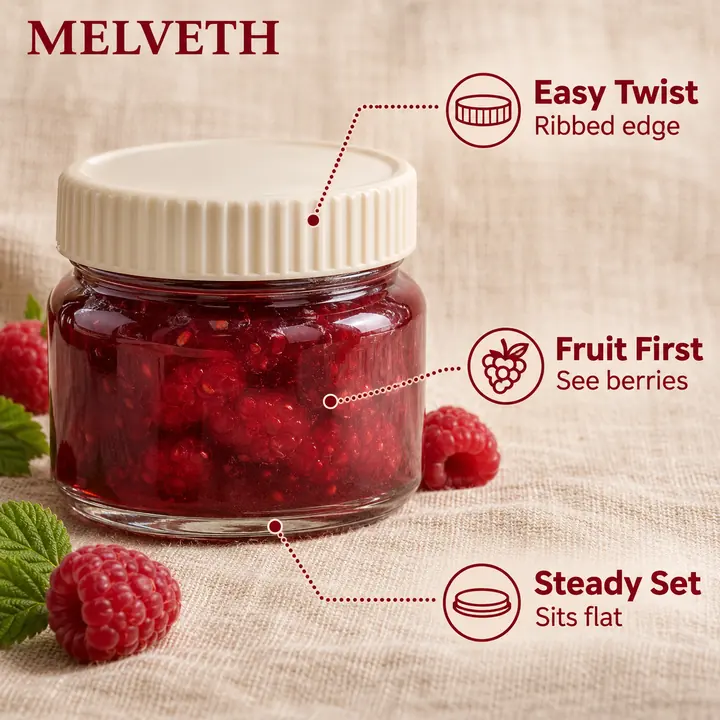 MELVETH
Easy Twist
Ribbed edge
Fruit First
See berries
Steady Set
Sits flat